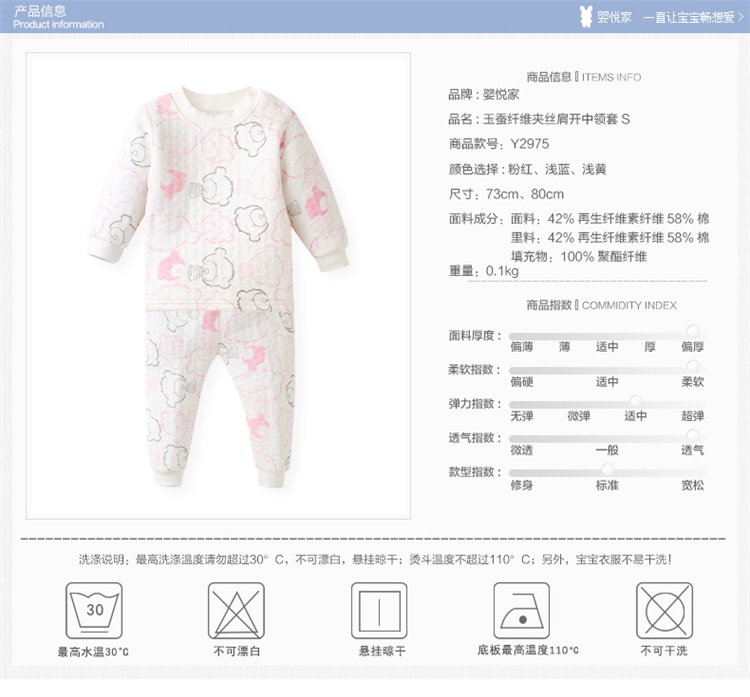 产品信息
Product information
婴悦家 一直让宝宝畅想爱 >
商品信息 ITEMS INFO
品牌：婴悦家
品名：玉蚕纤维夹丝肩开中领套 S
商品款号：Y2975
颜色选择：粉红、浅蓝、浅黄
尺寸：73cm、80cm
面料成分：面料：42% 再生纤维素纤维 58% 棉
里料：42% 再生纤维素纤维 58% 棉
填充物：100% 聚酯纤维
重量：0.1kg
商品指数 COMMIDITY INDEX
面料厚度：
偏薄 薄 适中 厚 偏厚
柔软指数：
偏硬 适中 柔软
弹力指数：
无弹 微弹 适中 超弹
透气指数：
微透 一般 透气
款型指数：
修身 标准 宽松
洗涤说明：最高洗涤温度请勿超过30°C，不可漂白，悬挂晾干；烫斗温度不超过110°C；另外，宝宝衣服不易干洗！
30
最高水温30°C 不可漂白 悬挂晾干 底板最高温度110°C 不可干洗